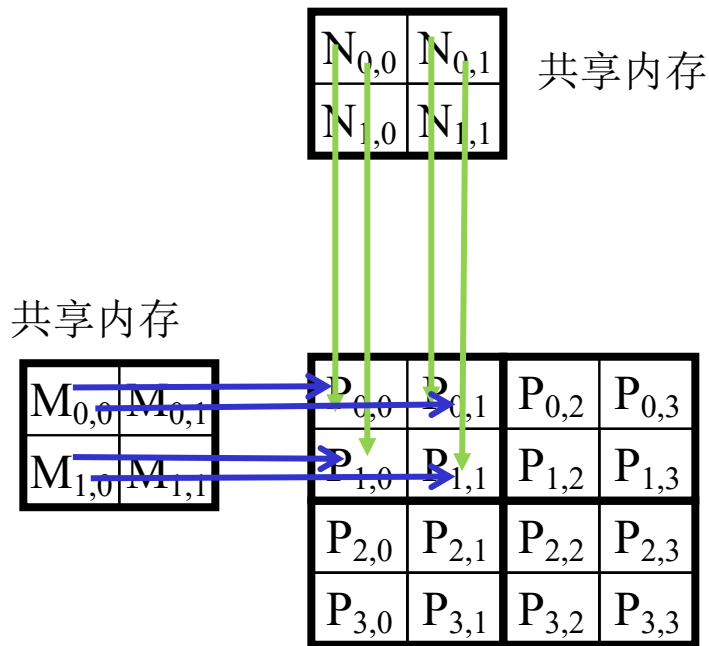 N0,0 N0,1
共享内存
N1,0 N1,1
共享内存
M0,0 M0,1
P0,0 P0,1 P0,2 P0,3
M1,0 M1,1
P1,0 P1,1 P1,2 P1,3
P2,0 P2,1 P2,2 P2,3
P3,0 P3,1 P3,2 P3,3